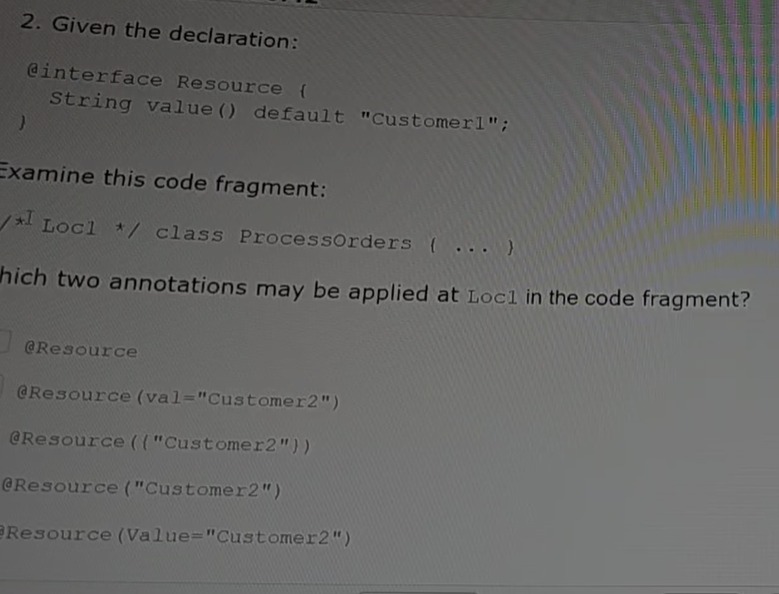 2. Given the declaration:
@interface Resource {
String value() default "Customer1";
}
Examine this code fragment:
/* Loc1 */ class ProcessOrders { ... }
hich two annotations may be applied at Loc1 in the code fragment?
@Resource
@Resource(val="Customer2")
@Resource({"Customer2"})
@Resource("Customer2")
@Resource(Value="Customer2")